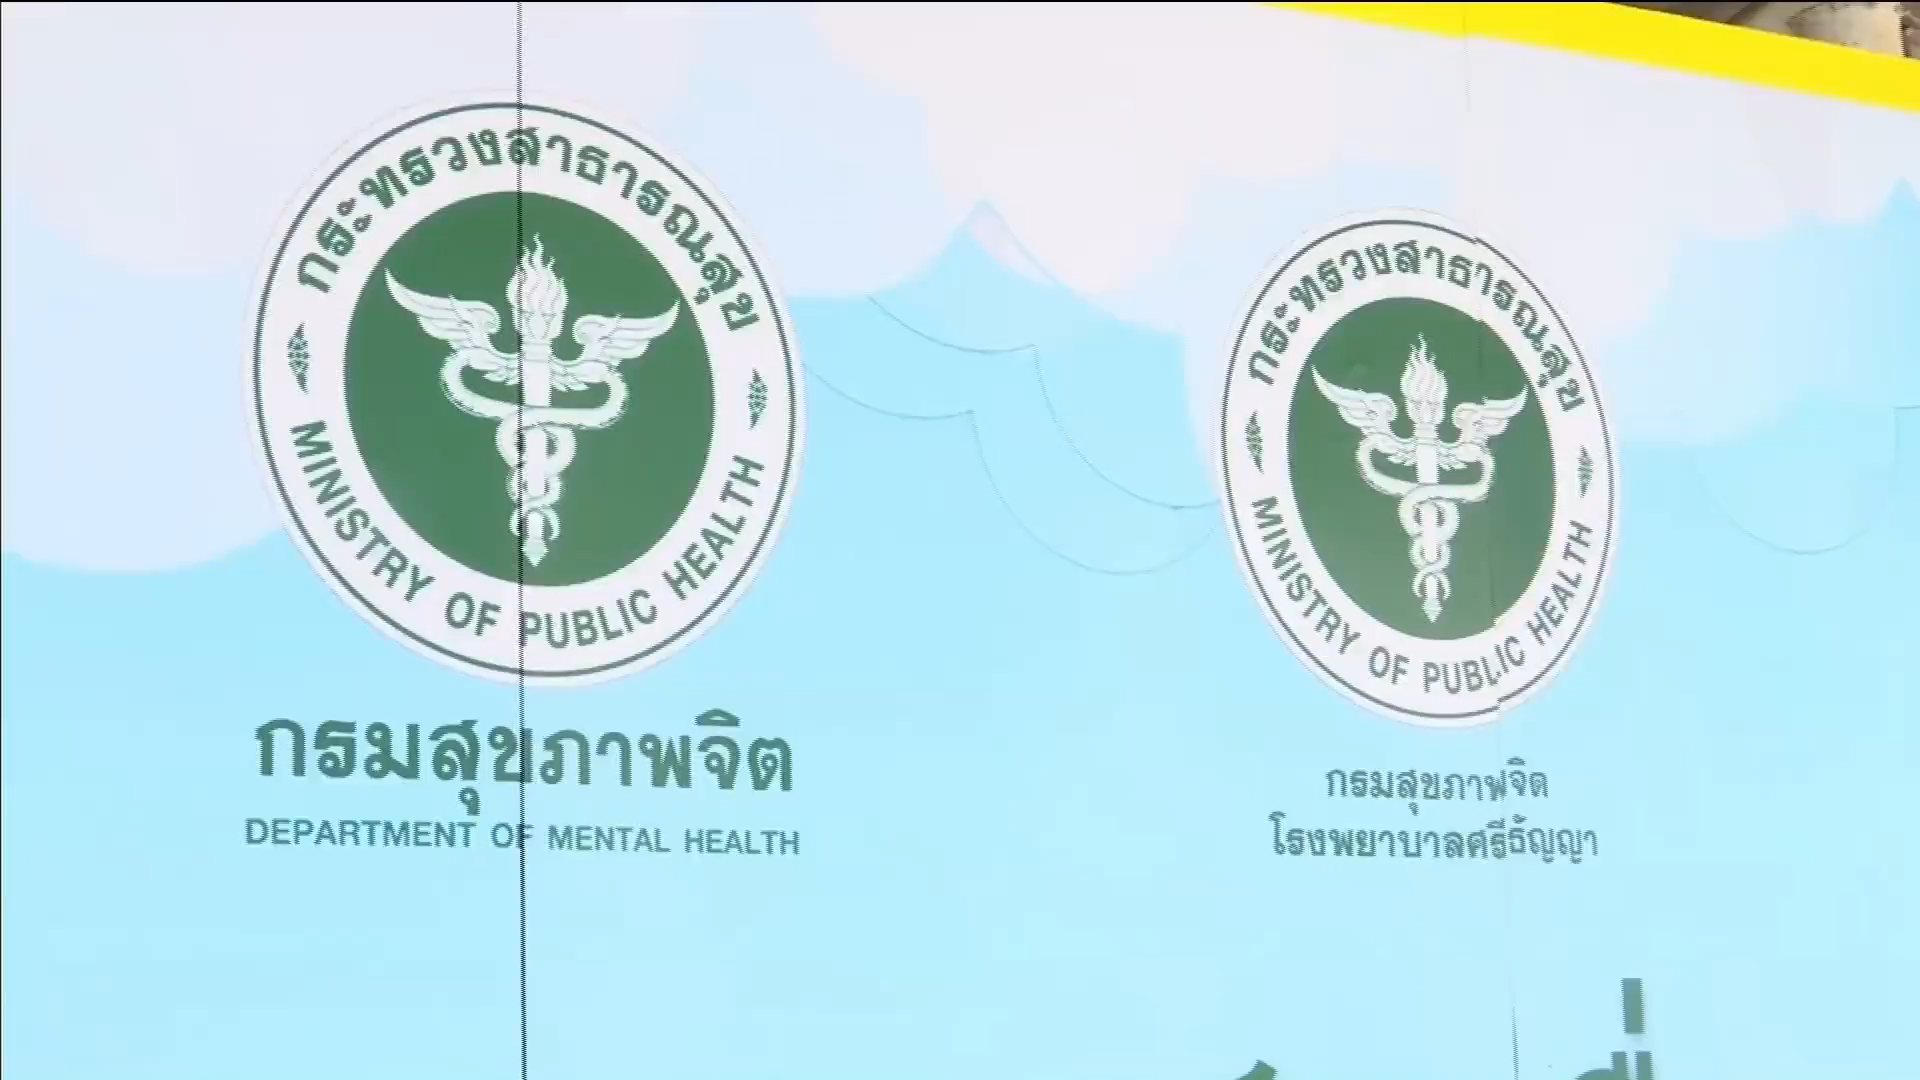 กระทรวงสาธารณสุข
MINISTRY OF PUBLIC HEALTH
กรมสุขภาพจิต
DEPARTMENT OF MENTAL HEALTH
กระทรวงสาธารณสุข
MINISTRY OF PUBLIC HEALTH
กรมสุขภาพจิต
โรงพยาบาลศรีธัญญา